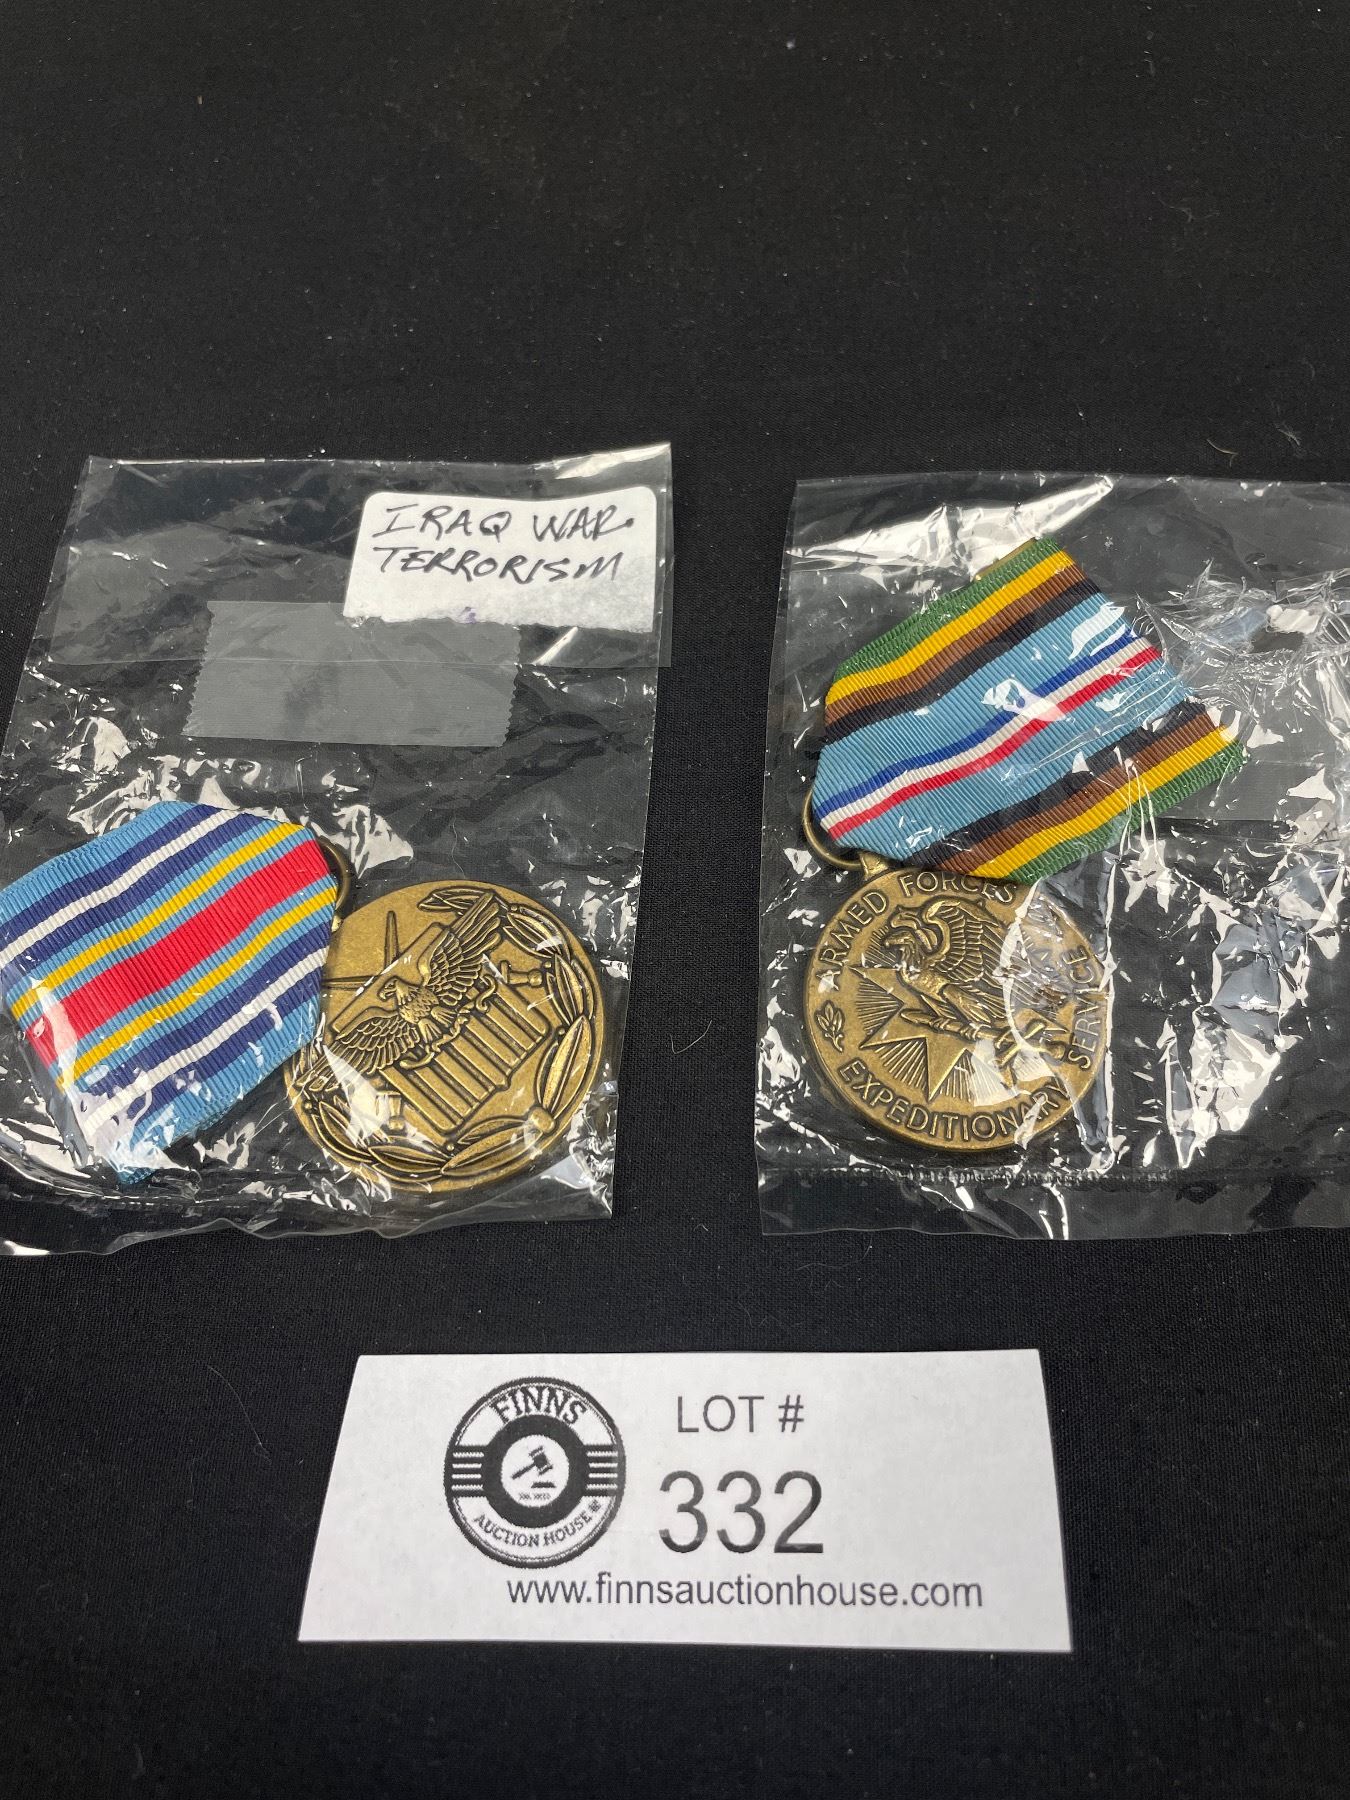 IRAQ WAR.
TERRORISM
ARMED FORCES
EXPEDITIONARY SERVICE
FINNS
AUCTION HOUSE
LOT #
332
www.finnsauctionhouse.com